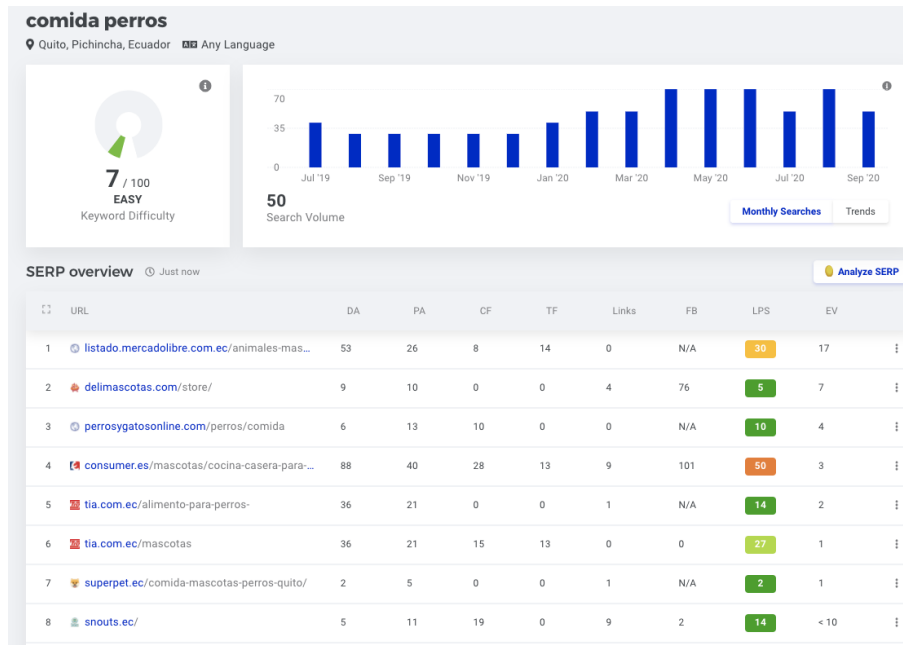 comida perros
Quito, Pichincha, Ecuador Any Language
7 / 100
EASY
Keyword Difficulty
70
35
0
Jul '19 Sep '19 Nov '19 Jan '20 Mar '20 May '20 Jul '20 Sep '20
50
Search Volume
Monthly Searches Trends
SERP overview Just now
Analyze SERP
URL DA PA CF TF Links FB LPS EV
1 listado.mercadolibre.com.ec/animales-mas... 53 26 8 14 0 N/A 30 17
2 delimascotas.com/store/ 9 10 0 0 4 76 5 7
3 perrosygatosonline.com/perros/comida 6 13 10 0 0 N/A 10 4
4 consumer.es/mascotas/cocina-casera-para-... 88 40 28 13 9 101 50 3
5 tia.com.ec/alimento-para-perros- 36 21 0 0 1 N/A 14 2
6 tia.com.ec/mascotas 36 21 15 13 0 0 27 1
7 superpet.ec/comida-mascotas-perros-quito/ 2 5 0 0 1 N/A 2 1
8 snouts.ec/ 5 11 19 0 9 2 14 < 10